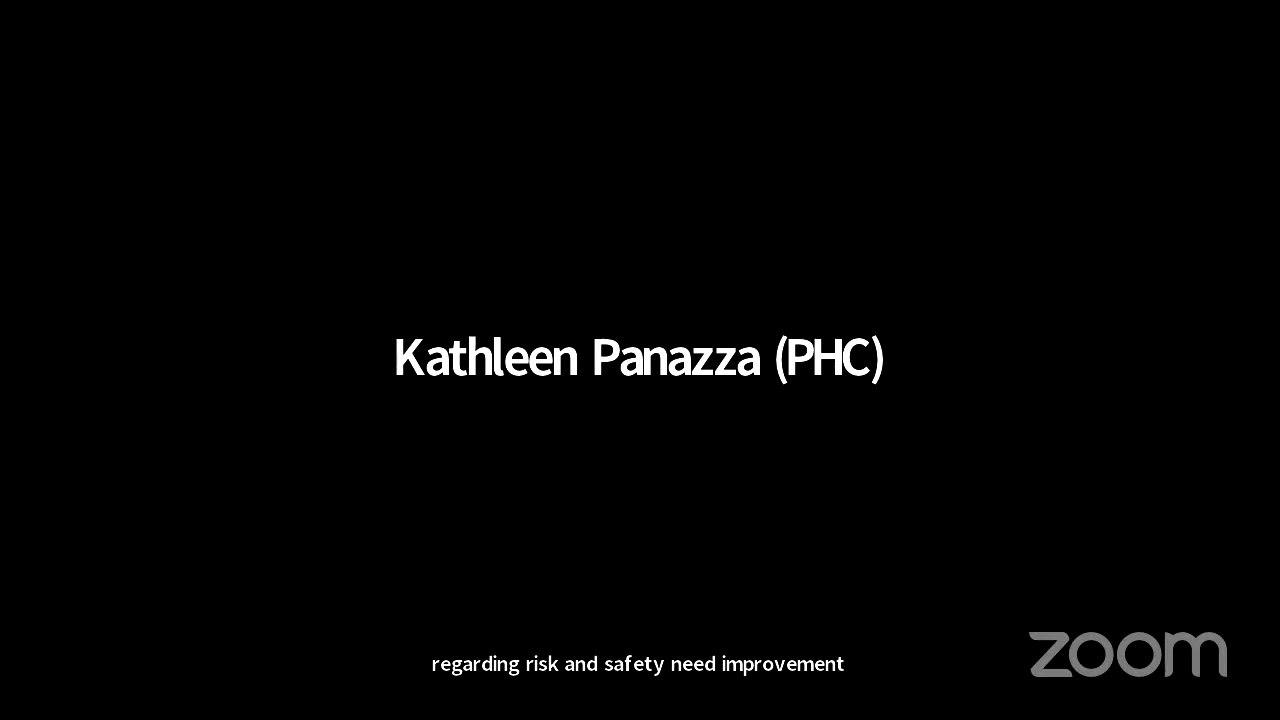 Kathleen Panazza (PHC)
regarding risk and safety need improvement
zoom